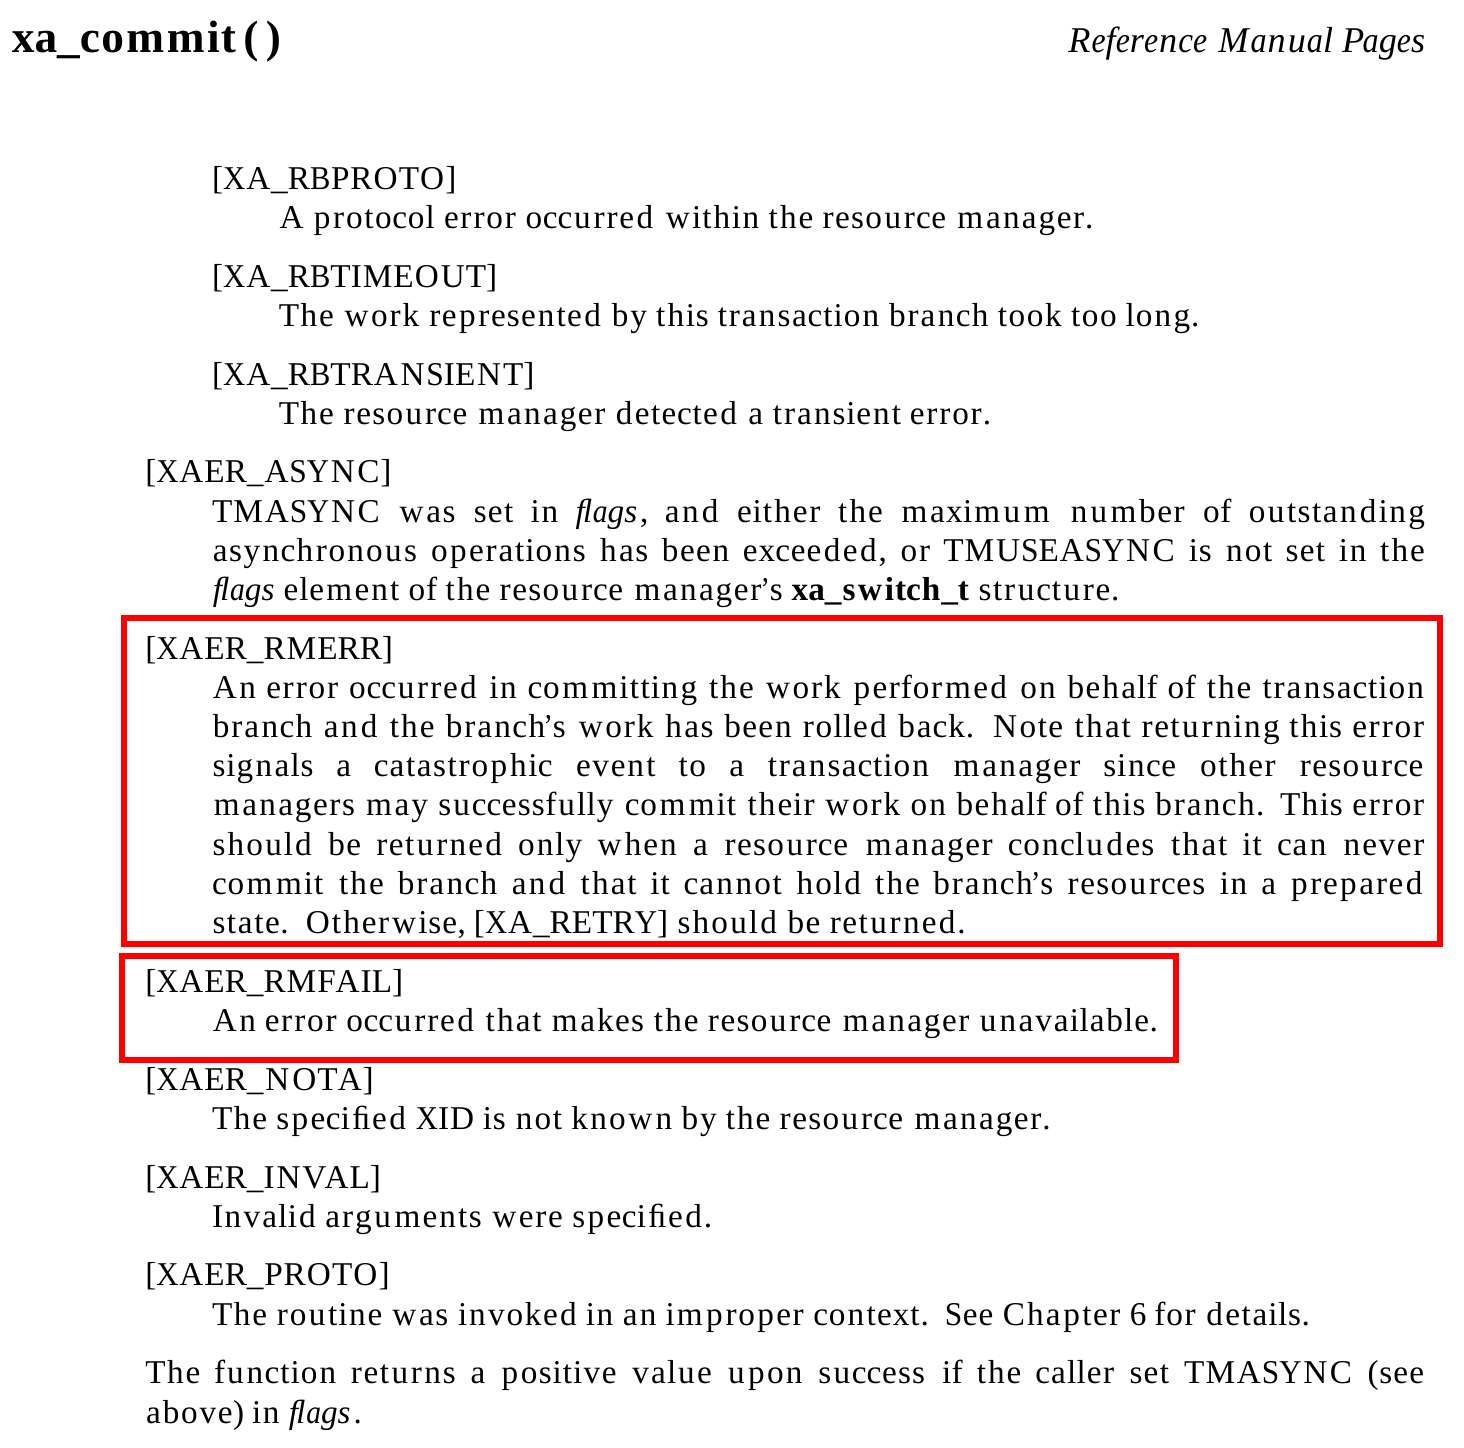 xa_commit( )
Reference Manual Pages
[XA_RBPROTO]
A protocol error occurred within the resource manager.
[XA_RBTIMEOUT]
The work represented by this transaction branch took too long.
[XA_RBTRANSIENT]
The resource manager detected a transient error.
[XAER_ASYNC]
TMASYNC was set in flags, and either the maximum number of outstanding
asynchronous operations has been exceeded, or TMUSEASYNC is not set in the
flags element of the resource manager’s xa_switch_t structure.
[XAER_RMERR]
An error occurred in committing the work performed on behalf of the transaction
branch and the branch’s work has been rolled back. Note that returning this error
signals a catastrophic event to a transaction manager since other resource
managers may successfully commit their work on behalf of this branch. This error
should be returned only when a resource manager concludes that it can never
commit the branch and that it cannot hold the branch’s resources in a prepared
state. Otherwise, [XA_RETRY] should be returned.
[XAER_RMFAIL]
An error occurred that makes the resource manager unavailable.
[XAER_NOTA]
The specified XID is not known by the resource manager.
[XAER_INVAL]
Invalid arguments were specified.
[XAER_PROTO]
The routine was invoked in an improper context. See Chapter 6 for details.
The function returns a positive value upon success if the caller set TMASYNC (see
above) in flags.